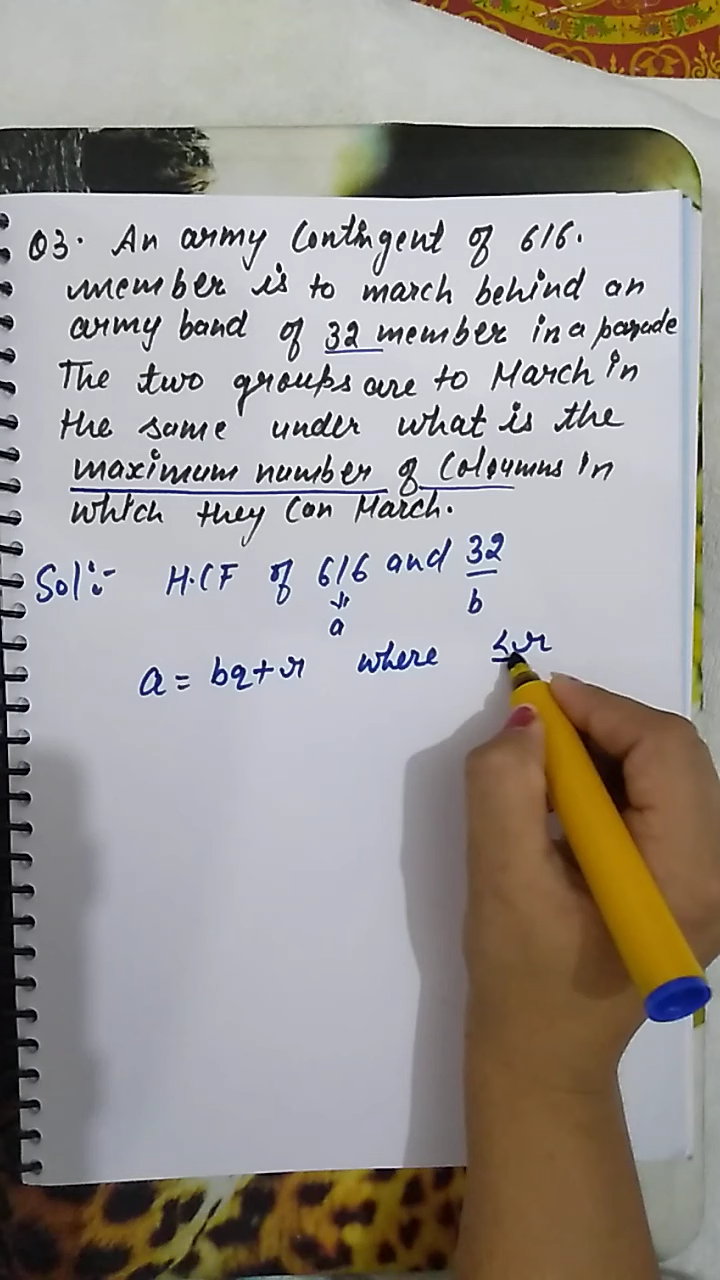 Q3. An army Contingent of 616.
member is to march behind an
army band of 32 member in a parade
The two groups are to March in
the same under what is the
maximum number of Coloumns in
which they Can March.
Sol:- H.CF of 616 and 32
a b
a = bq+r where ≤r